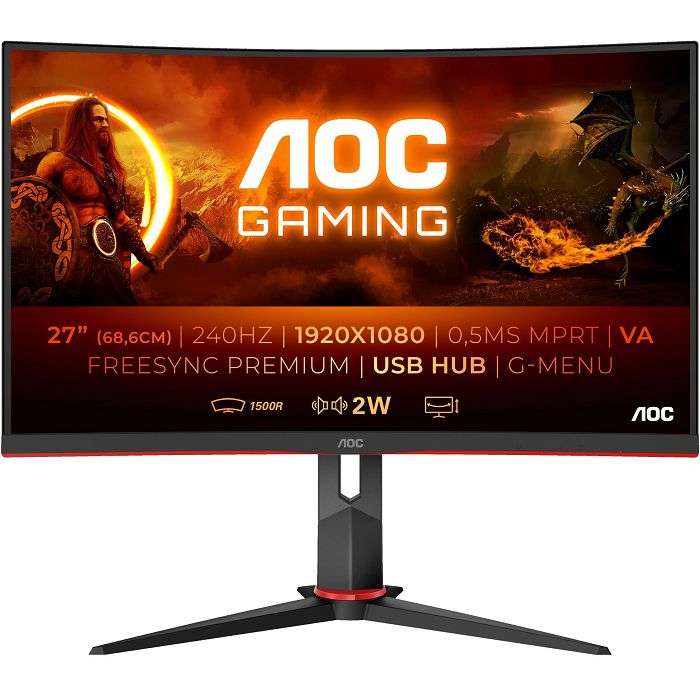 AOC
GAMING
27” (68,6CM) | 240HZ | 1920X1080 | 0,5MS MPRT | VA
FREESYNC PREMIUM | USB HUB | G-MENU
1500R 2W
AOC
AOC